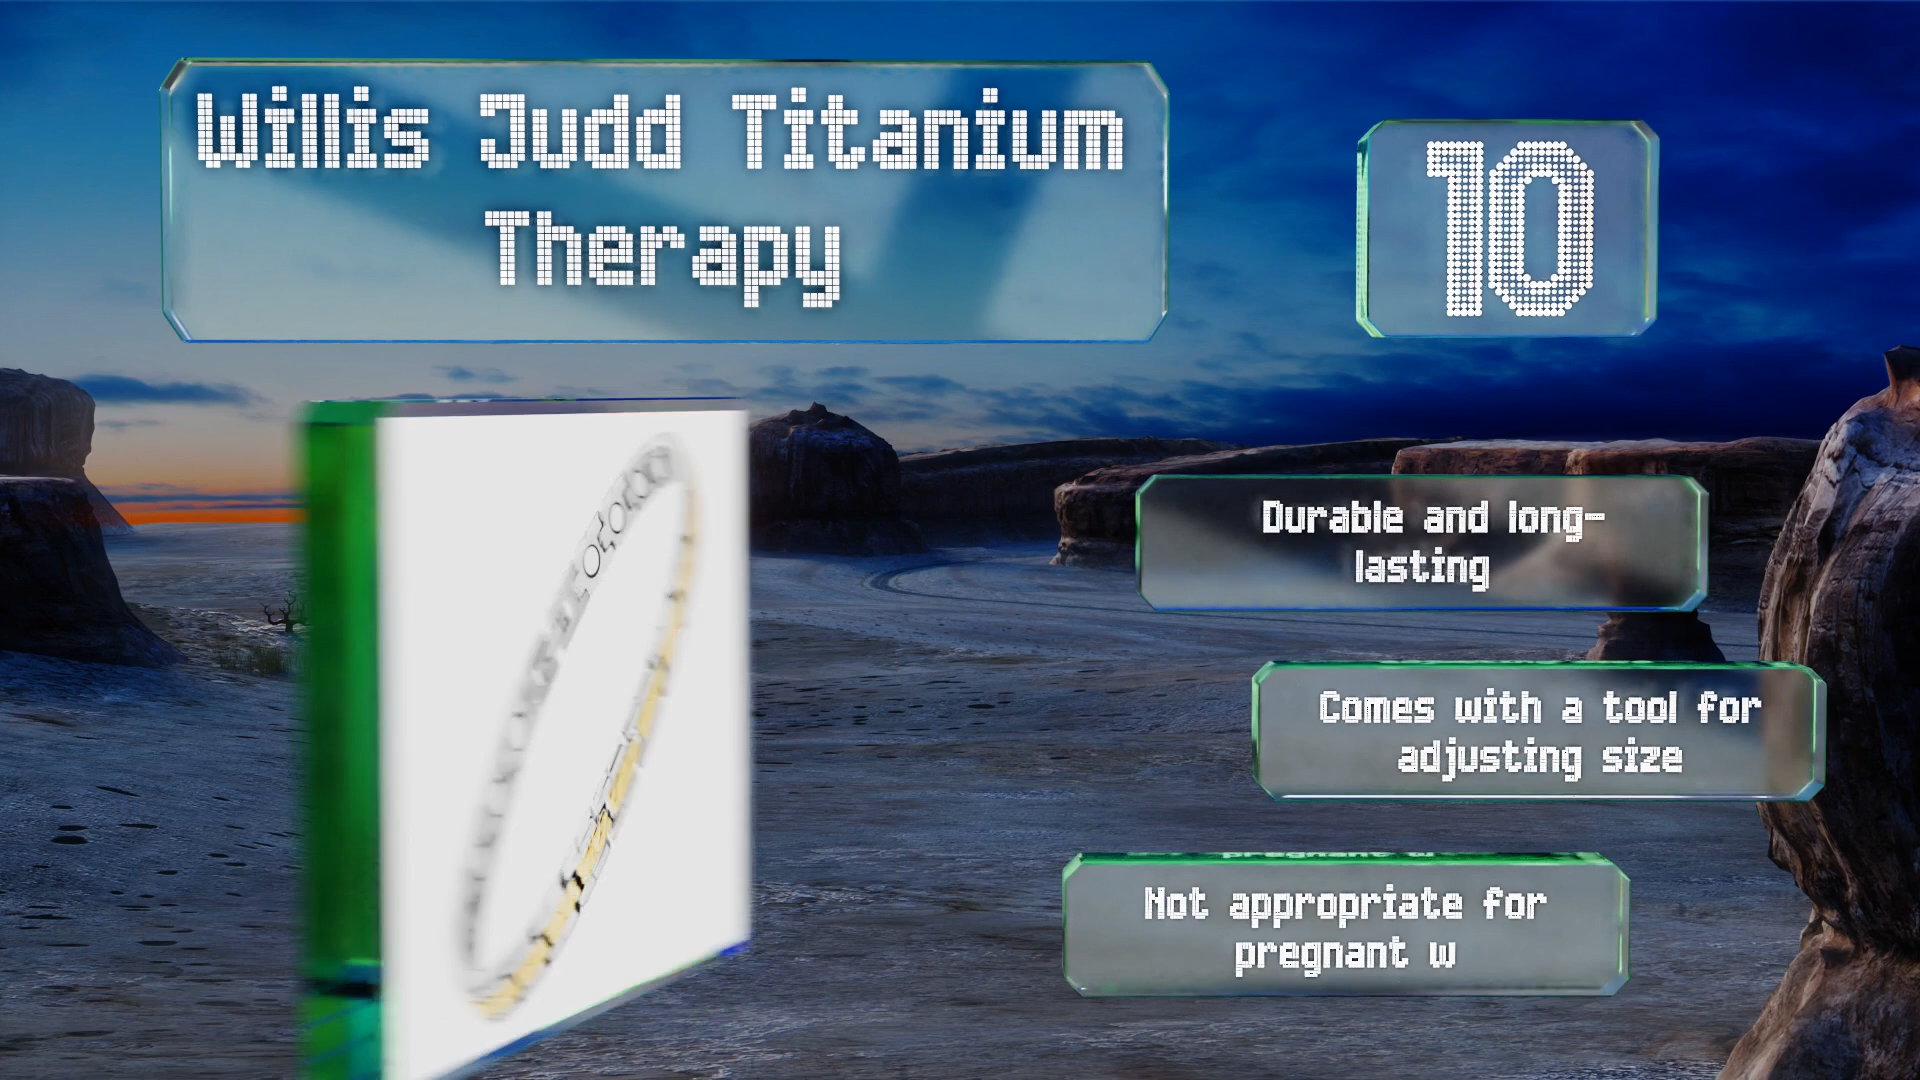 Willis Judd Titanium
Therapy
10
Durable and long-
lasting
Comes with a tool for
adjusting size
Not appropriate for
pregnant w